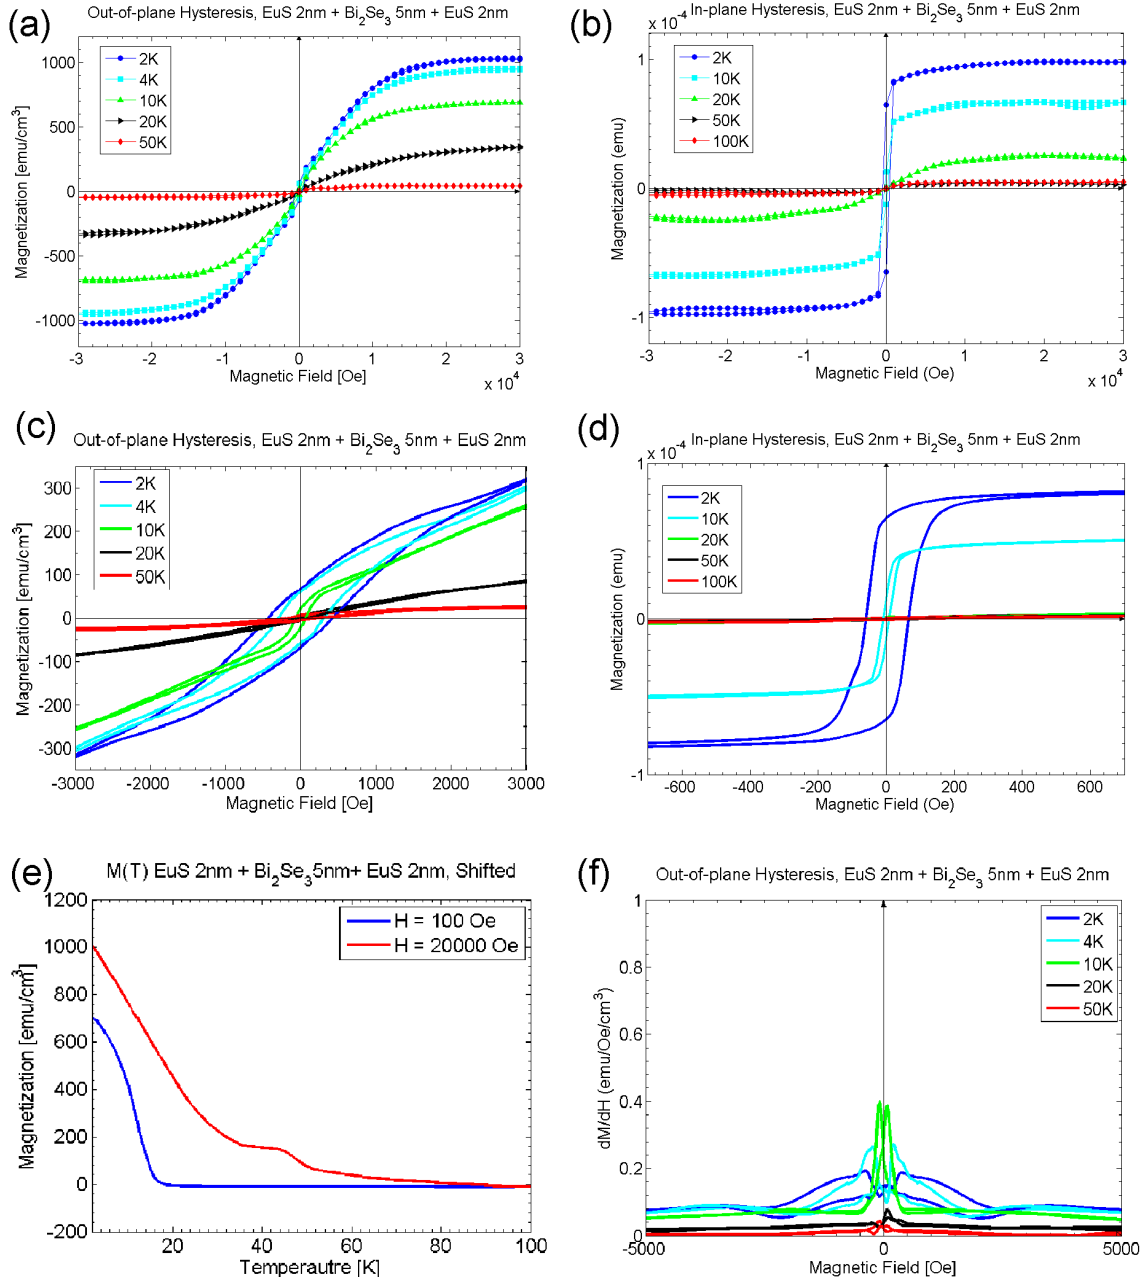 (a)
Out-of-plane Hysteresis, EuS 2nm + Bi2Se3 5nm + EuS 2nm
Magnetization [emu/cm3]
1000
500
0
-500
-1000
2K
4K
10K
20K
50K
-3
-2
-1
0
1
2
3
Magnetic Field [Oe]
x 10^4
(b)
In-plane Hysteresis, EuS 2nm + Bi2Se3 5nm + EuS 2nm
x 10^-4
Magnetization (emu)
1
0
-1
2K
10K
20K
50K
100K
-3
-2
-1
0
1
2
3
Magnetic Field (Oe)
x 10^4
(c)
Out-of-plane Hysteresis, EuS 2nm + Bi2Se3 5nm + EuS 2nm
Magnetization [emu/cm3]
300
200
100
0
-100
-200
-300
2K
4K
10K
20K
50K
-3000
-2000
-1000
0
1000
2000
3000
Magnetic Field [Oe]
(d)
In-plane Hysteresis, EuS 2nm + Bi2Se3 5nm + EuS 2nm
x 10^-4
Magnetization (emu)
1
0
-1
2K
10K
20K
50K
100K
-600
-400
-200
0
200
400
600
Magnetic Field (Oe)
(e)
M(T) EuS 2nm + Bi2Se3 5nm+ EuS 2nm, Shifted
Magnetization [emu/cm3]
1200
1000
800
600
400
200
0
-200
H = 100 Oe
H = 20000 Oe
20
40
60
80
100
Temperautre [K]
(f)
Out-of-plane Hysteresis, EuS 2nm + Bi2Se3 5nm + EuS 2nm
dM/dH (emu/Oe/cm3)
1
0.8
0.6
0.4
0.2
0
2K
4K
10K
20K
50K
-5000
0
5000
Magnetic Field [Oe]